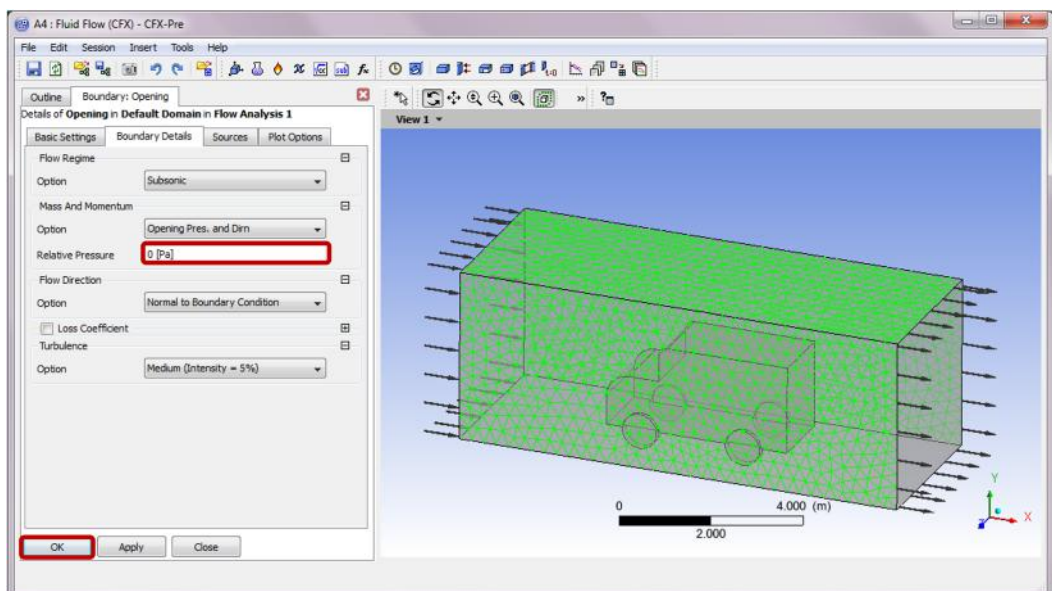 A4 : Fluid Flow (CFX) - CFX-Pre
File Edit Session Insert Tools Help
Outline Boundary: Opening
Details of Opening in Default Domain in Flow Analysis 1
Basic Settings Boundary Details Sources Plot Options
Flow Regime
Option Subsonic
Mass And Momentum
Option Opening Pres. and Dirn
Relative Pressure 0 [Pa]
Flow Direction
Option Normal to Boundary Condition
Loss Coefficient
Turbulence
Option Medium (Intensity = 5%)
OK Apply Close
View 1
0 4.000 (m)
2.000
Y
X
Z